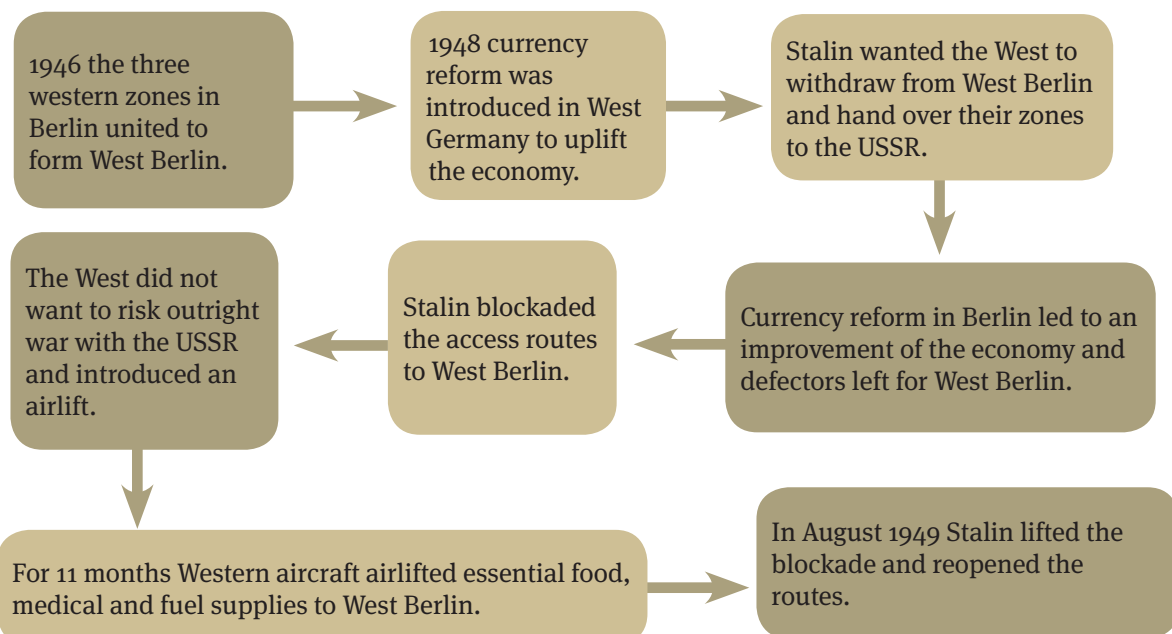 1946 the three
western zones in
Berlin united to
form West Berlin.
1948 currency
reform was
introduced in West
Germany to uplift
the economy.
Stalin wanted the West to
withdraw from West Berlin
and hand over their zones
to the USSR.
Currency reform in Berlin led to an
improvement of the economy and
defectors left for West Berlin.
Stalin blockaded
the access routes
to West Berlin.
The West did not
want to risk outright
war with the USSR
and introduced an
airlift.
For 11 months Western aircraft airlifted essential food,
medical and fuel supplies to West Berlin.
In August 1949 Stalin lifted the
blockade and reopened the
routes.